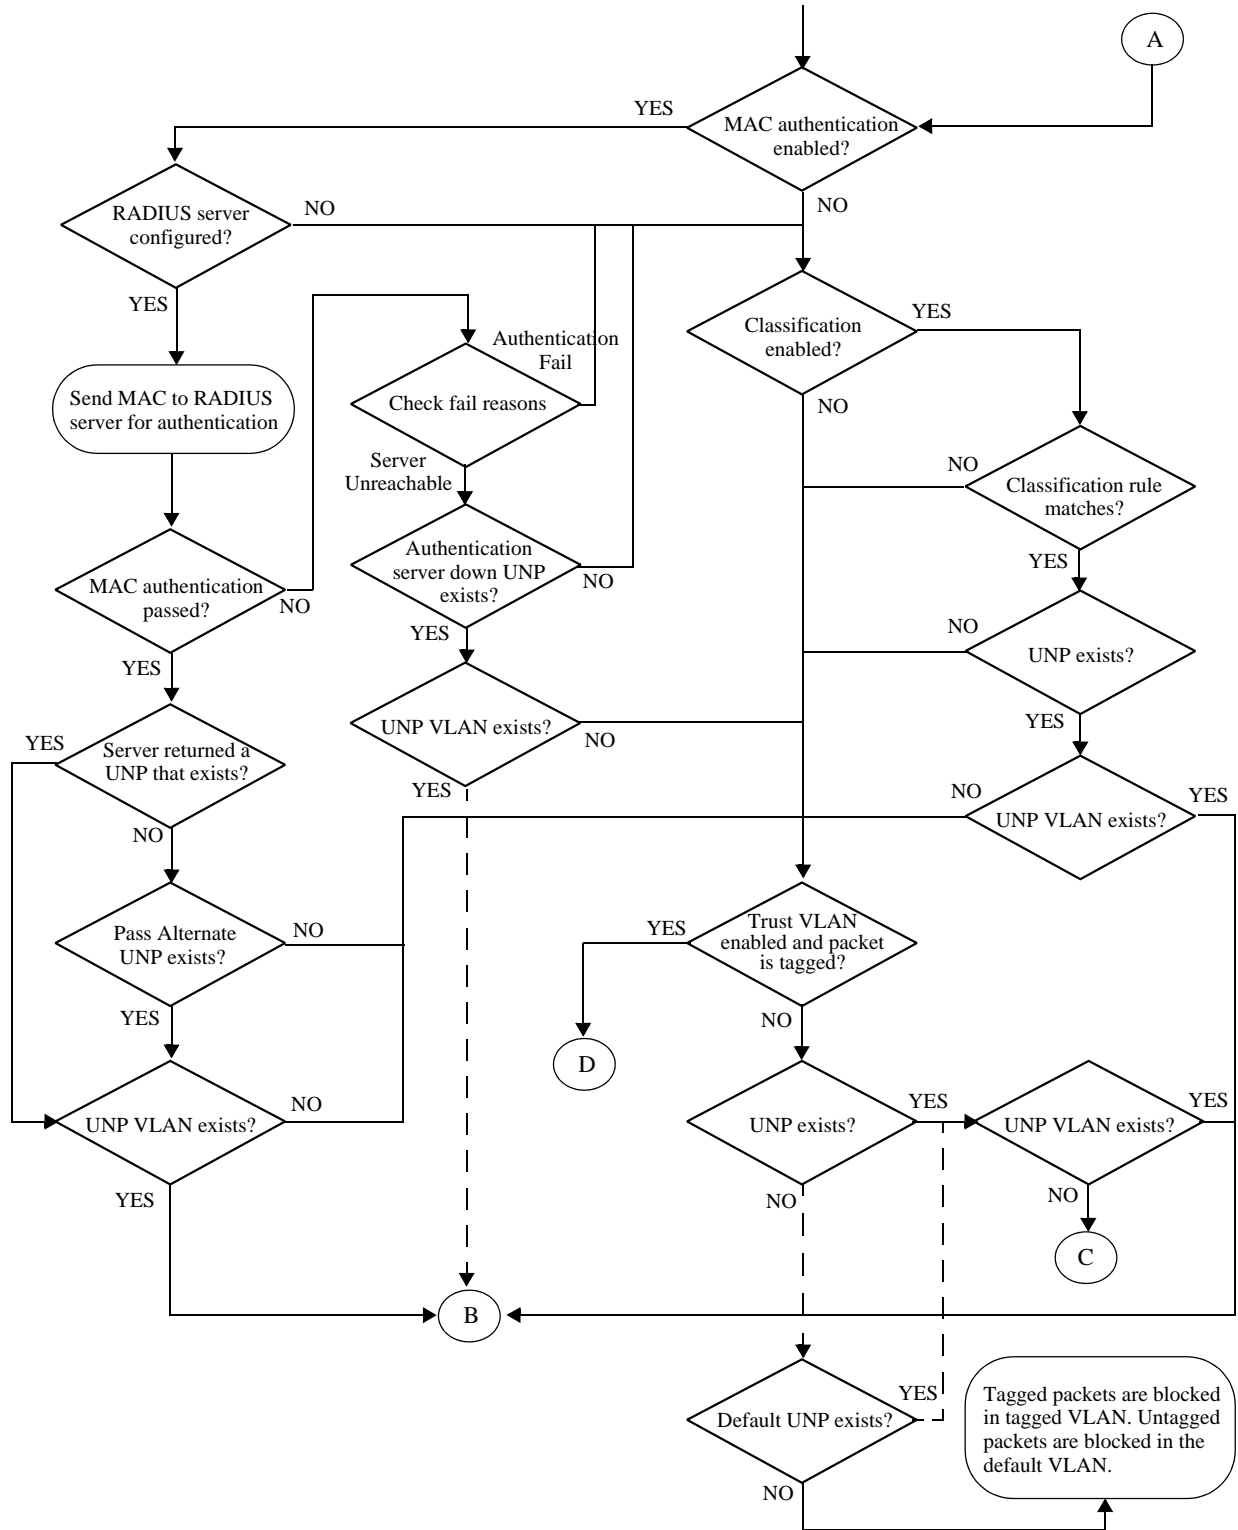 A
YES
MAC authentication
enabled?
NO
RADIUS server
configured?
NO
YES
Classification
enabled?
YES
NO
Authentication
Fail
Check fail reasons
Send MAC to RADIUS
server for authentication
Server
Unreachable
NO
Classification rule
matches?
YES
Authentication
server down UNP
exists?
NO
YES
MAC authentication
passed?
NO
YES
NO
UNP exists?
YES
UNP VLAN exists?
NO
YES
YES
Server returned a
UNP that exists?
NO
NO
UNP VLAN exists?
YES
Pass Alternate
UNP exists?
NO
YES
YES
Trust VLAN
enabled and packet
is tagged?
NO
D
UNP VLAN exists?
NO
YES
UNP exists?
YES
NO
UNP VLAN exists?
YES
NO
C
B
Default UNP exists?
YES
NO
Tagged packets are blocked
in tagged VLAN. Untagged
packets are blocked in the
default VLAN.